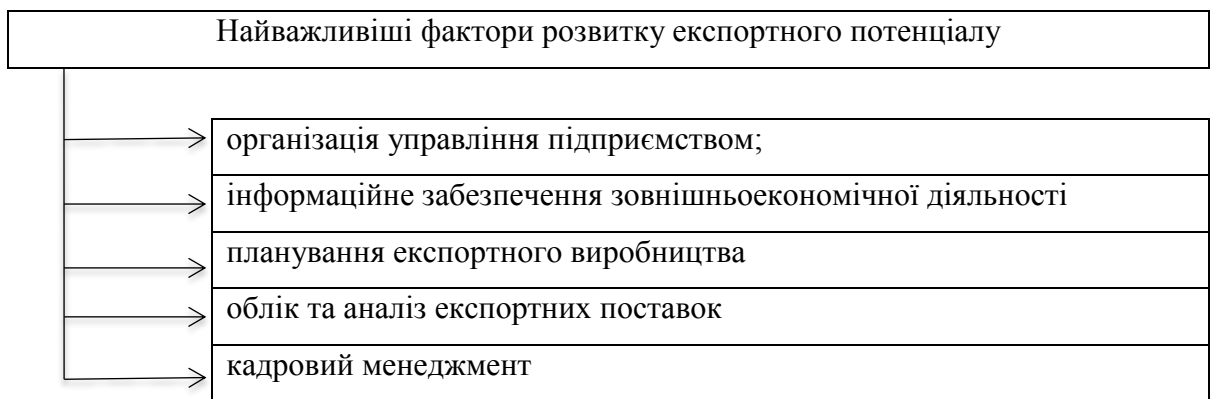 Найважливіші фактори розвитку експортного потенціалу
організація управління підприємством;
інформаційне забезпечення зовнішньоекономічної діяльності
планування експортного виробництва
облік та аналіз експортних поставок
кадровий менеджмент